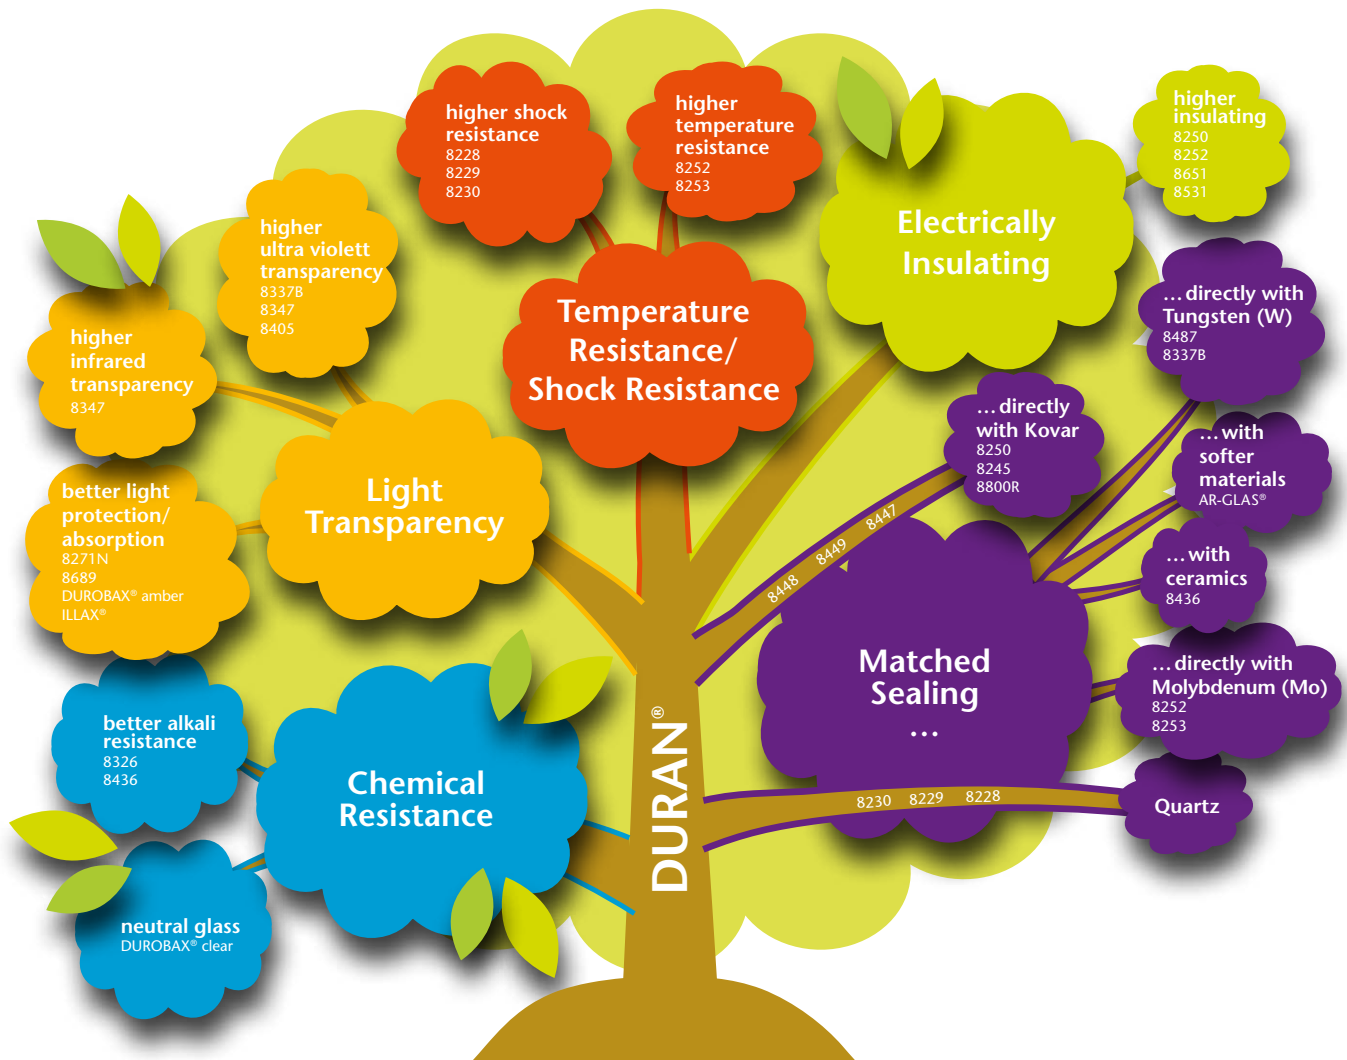 higher shock
resistance
8228
8229
8230
higher
temperature
resistance
8252
8253
Temperature
Resistance/
Shock Resistance
Electrically
Insulating
higher
insulating
8250
8252
8651
8531
higher
ultra violett
transparency
8337B
8347
8405
higher
infrared
transparency
8347
better light
protection/
absorption
8271N
8689
DUROBAX® amber
ILLAX®
Light
Transparency
better alkali
resistance
8326
8436
neutral glass
DUROBAX® clear
Chemical
Resistance
DURAN®
Matched
Sealing
...
...directly with
Tungsten (W)
8487
8337B
...directly
with Kovar
8250
8245
8800R
8448 8449 8447
...with
softer
materials
AR-GLAS®
...with
ceramics
8436
...directly with
Molybdenum (Mo)
8252
8253
8230 8229 8228
Quartz